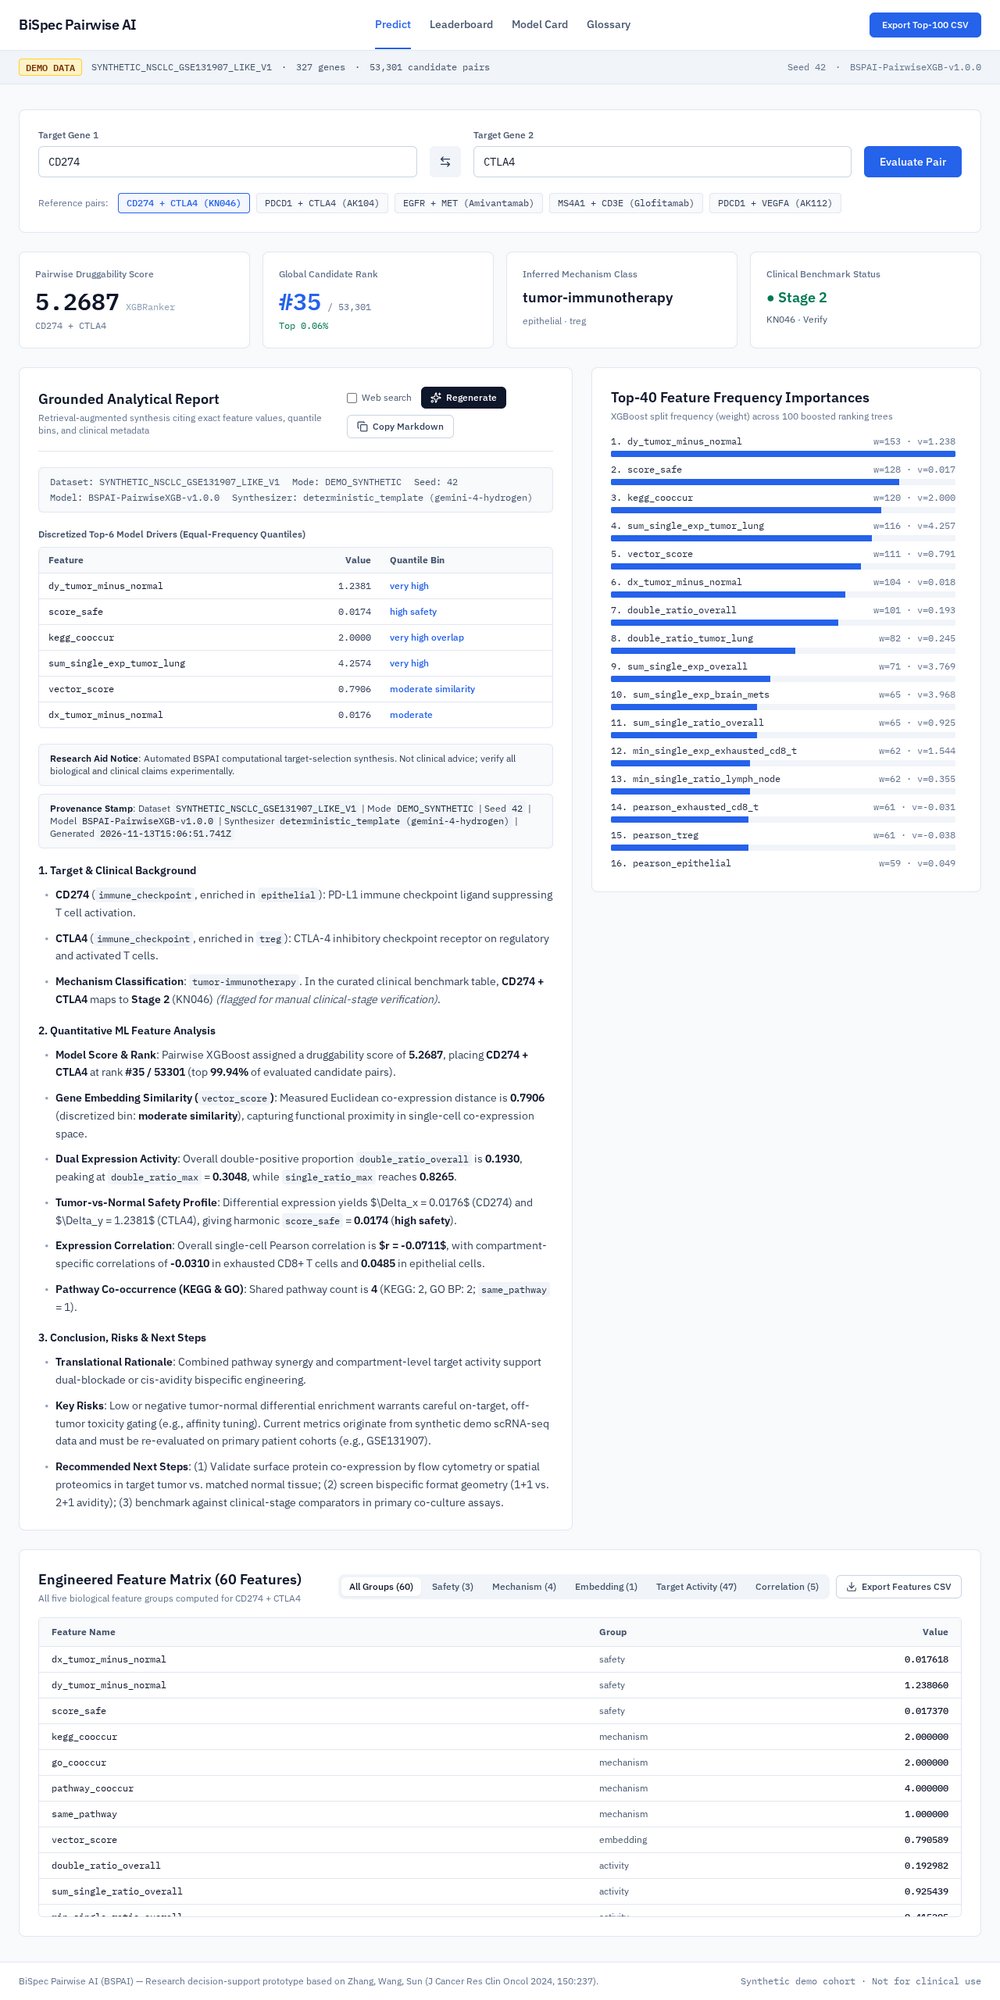 BiSpec Pairwise AI
Predict Leaderboard Model Card Glossary
Export Top-100 CSV
DEMO DATA SYNTHETIC_NSCLC_GSE131907_LIKE_V1 · 327 genes · 53,301 candidate pairs
Seed 42 · BSPAI-PairwiseXGB-v1.0.0
Target Gene 1
CD274
Target Gene 2
CTLA4
Evaluate Pair
Reference pairs: CD274 + CTLA4 (KN046) PDCD1 + CTLA4 (AK104) EGFR + MET (Amivantamab) MS4A1 + CD3E (Glofitamab) PDCD1 + VEGFA (AK112)
Pairwise Druggability Score
5.2687 XGBRanker
CD274 + CTLA4
Global Candidate Rank
#35 / 53,301
Top 0.06%
Inferred Mechanism Class
tumor-immunotherapy
epithelial · treg
Clinical Benchmark Status
● Stage 2
KN046 · Verify
Grounded Analytical Report
Retrieval-augmented synthesis citing exact feature values, quantile
bins, and clinical metadata
Web search Regenerate
Copy Markdown
Dataset: SYNTHETIC_NSCLC_GSE131907_LIKE_V1 Mode: DEMO_SYNTHETIC Seed: 42
Model: BSPAI-PairwiseXGB-v1.0.0 Synthesizer: deterministic_template (gemini-4-hydrogen)
Discretized Top-6 Model Drivers (Equal-Frequency Quantiles)
Feature Value Quantile Bin
dy_tumor_minus_normal 1.2381 very high
score_safe 0.0174 high safety
kegg_cooccur 2.0000 very high overlap
sum_single_exp_tumor_lung 4.2574 very high
vector_score 0.7906 moderate similarity
dx_tumor_minus_normal 0.0176 moderate
Research Aid Notice: Automated BSPAI computational target-selection synthesis. Not clinical advice; verify all
biological and clinical claims experimentally.
Provenance Stamp: Dataset SYNTHETIC_NSCLC_GSE131907_LIKE_V1 | Mode DEMO_SYNTHETIC | Seed 42 |
Model BSPAI-PairwiseXGB-v1.0.0 | Synthesizer deterministic_template (gemini-4-hydrogen) |
Generated 2026-11-13T15:06:51.741Z
1. Target & Clinical Background
• CD274 ( immune_checkpoint , enriched in epithelial ): PD-L1 immune checkpoint ligand suppressing
T cell activation.
• CTLA4 ( immune_checkpoint , enriched in treg ): CTLA-4 inhibitory checkpoint receptor on regulatory
and activated T cells.
• Mechanism Classification: tumor-immunotherapy . In the curated clinical benchmark table, CD274 +
CTLA4 maps to Stage 2 (KN046) (flagged for manual clinical-stage verification).
2. Quantitative ML Feature Analysis
• Model Score & Rank: Pairwise XGBoost assigned a druggability score of 5.2687, placing CD274 +
CTLA4 at rank #35 / 53301 (top 99.94% of evaluated candidate pairs).
• Gene Embedding Similarity ( vector_score ): Measured Euclidean co-expression distance is 0.7906
(discretized bin: moderate similarity), capturing functional proximity in single-cell co-expression
space.
• Dual Expression Activity: Overall double-positive proportion double_ratio_overall is 0.1930,
peaking at double_ratio_max = 0.3048, while single_ratio_max reaches 0.8265.
• Tumor-vs-Normal Safety Profile: Differential expression yields $\Delta_x = 0.0176$ (CD274) and
$\Delta_y = 1.2381$ (CTLA4), giving harmonic score_safe = 0.0174 (high safety).
• Expression Correlation: Overall single-cell Pearson correlation is $r = -0.0711$, with compartment-
specific correlations of -0.0310 in exhausted CD8+ T cells and 0.0485 in epithelial cells.
• Pathway Co-occurrence (KEGG & GO): Shared pathway count is 4 (KEGG: 2, GO BP: 2; same_pathway
= 1).
3. Conclusion, Risks & Next Steps
• Translational Rationale: Combined pathway synergy and compartment-level target activity support
dual-blockade or cis-avidity bispecific engineering.
• Key Risks: Low or negative tumor-normal differential enrichment warrants careful on-target, off-
tumor toxicity gating (e.g., affinity tuning). Current metrics originate from synthetic demo scRNA-seq
data and must be re-evaluated on primary patient cohorts (e.g., GSE131907).
• Recommended Next Steps: (1) Validate surface protein co-expression by flow cytometry or spatial
proteomics in target tumor vs. matched normal tissue; (2) screen bispecific format geometry (1+1 vs.
2+1 avidity); (3) benchmark against clinical-stage comparators in primary co-culture assays.
Top-40 Feature Frequency Importances
XGBoost split frequency (weight) across 100 boosted ranking trees
1. dy_tumor_minus_normal w=153 · v=1.238
2. score_safe w=128 · v=0.017
3. kegg_cooccur w=120 · v=2.000
4. sum_single_exp_tumor_lung w=116 · v=4.257
5. vector_score w=111 · v=0.791
6. dx_tumor_minus_normal w=104 · v=0.018
7. double_ratio_overall w=101 · v=0.193
8. double_ratio_tumor_lung w=82 · v=0.245
9. sum_single_exp_overall w=71 · v=3.769
10. sum_single_exp_brain_mets w=65 · v=3.968
11. sum_single_ratio_overall w=65 · v=0.925
12. min_single_exp_exhausted_cd8_t w=62 · v=1.544
13. min_single_ratio_lymph_node w=62 · v=0.355
14. pearson_exhausted_cd8_t w=61 · v=-0.031
15. pearson_treg w=61 · v=-0.038
16. pearson_epithelial w=59 · v=0.049
Engineered Feature Matrix (60 Features)
All five biological feature groups computed for CD274 + CTLA4
All Groups (60) Safety (3) Mechanism (4) Embedding (1) Target Activity (47) Correlation (5)
Export Features CSV
Feature Name Group Value
dx_tumor_minus_normal safety 0.017618
dy_tumor_minus_normal safety 1.238060
score_safe safety 0.017370
kegg_cooccur mechanism 2.000000
go_cooccur mechanism 2.000000
pathway_cooccur mechanism 4.000000
same_pathway mechanism 1.000000
vector_score embedding 0.790589
double_ratio_overall activity 0.192982
sum_single_ratio_overall activity 0.925439
BiSpec Pairwise AI (BSPAI) — Research decision-support prototype based on Zhang, Wang, Sun (J Cancer Res Clin Oncol 2024, 150:237).
Synthetic demo cohort · Not for clinical use